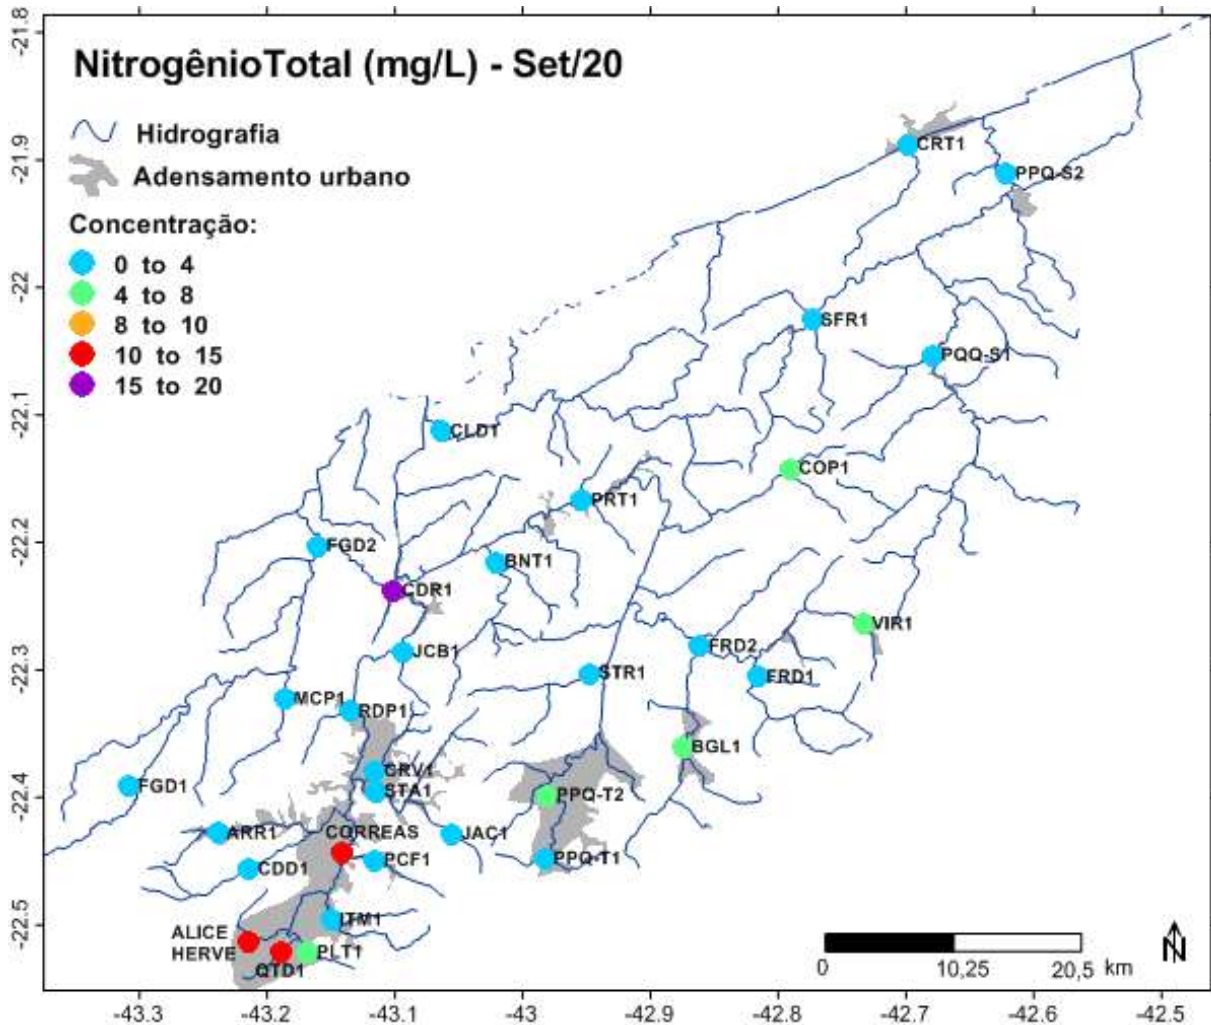 NitrogênioTotal (mg/L) - Set/20
Hidrografia
Adensamento urbano
Concentração:
0 to 4
4 to 8
8 to 10
10 to 15
15 to 20
-21.8
-21.9
-22
-22.1
-22.2
-22.3
-22.4
-22.5
CRT1
PPQ-S2
SFR1
PQQ-S1
CLD1
COP1
PRT1
FGD2
BNT1
CDR1
VIR1
JCB1
FRD2
STR1
FRD1
MCP1
RDP1
BGL1
CRV1
FGD1
STA1
PPQ-T2
ARR1
CORREAS
JAC1
CDD1
PCF1
PPQ-T1
ITM1
ALICE
HERVE
PLT1
QTD1
N
0 10,25 20,5 km
-43.3 -43.2 -43.1 -43 -42.9 -42.8 -42.7 -42.6 -42.5